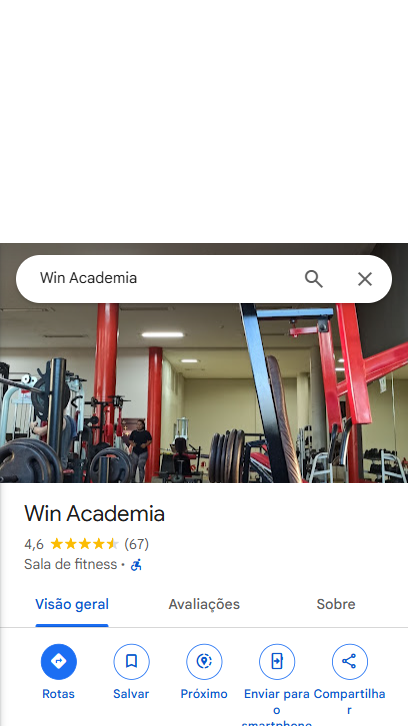 Win Academia
Win Academia
4,6 (67)
Sala de fitness ·
Visão geral
Avaliações
Sobre
Rotas
Salvar
Próximo
Enviar para o smartphone
Compartilhar